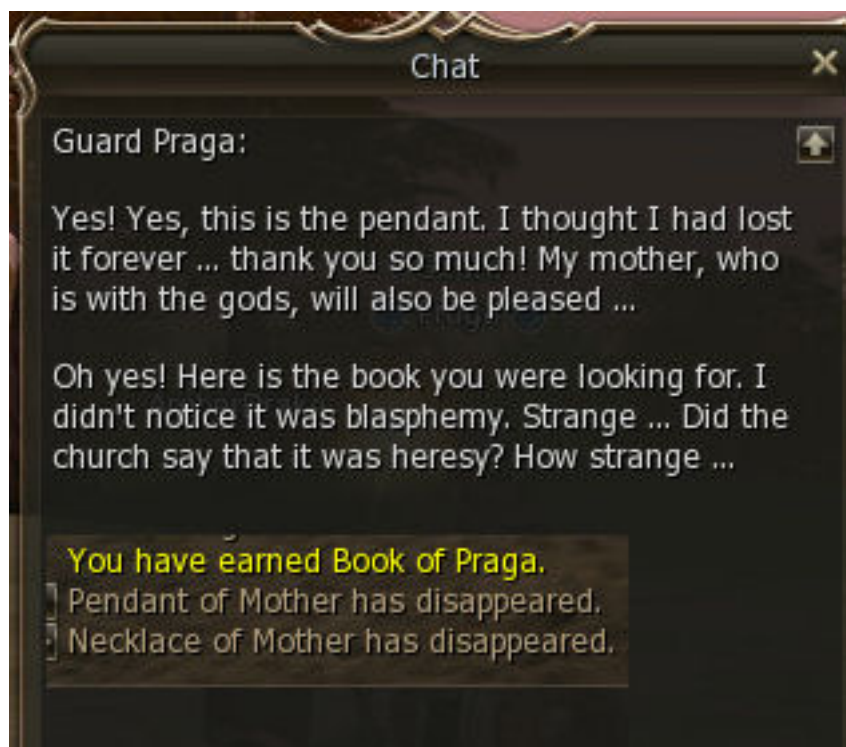 Chat
Guard Praga:
Yes! Yes, this is the pendant. I thought I had lost
it forever ... thank you so much! My mother, who
is with the gods, will also be pleased ...
Oh yes! Here is the book you were looking for. I
didn't notice it was blasphemy. Strange ... Did the
church say that it was heresy? How strange ...
You have earned Book of Praga.
Pendant of Mother has disappeared.
Necklace of Mother has disappeared.